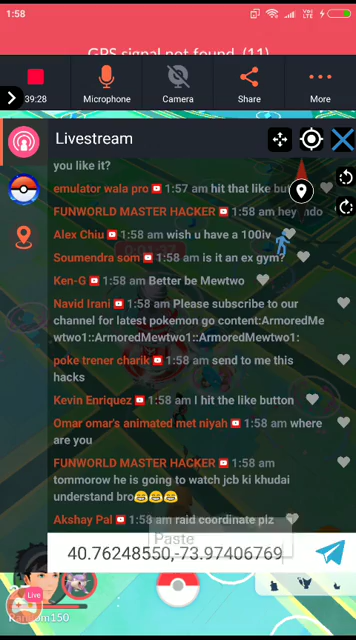 1:58
GPS signal not found. (11)
39:28
Microphone
Camera
Share
More
Livestream
you like it?
emulator wala pro 1:57 am hit that like bu
FUNWORLD MASTER HACKER 1:58 am hey
Alex Chiu 1:58 am wish u have a 100iv
Soumendra som 1:58 am is it an ex gym?
Ken-G 1:58 am Better be Mewtwo
Navid Irani 1:58 am Please subscribe to our
channel for latest pokemon go content:ArmoredMe
wtwo1::ArmoredMewtwo1::ArmoredMewtwo1:
poke trener charik 1:58 am send to me this
hacks
Kevin Enriquez 1:58 am I hit the like button
Omar omar's animated met niyah 1:58 am where
are you
FUNWORLD MASTER HACKER 1:58 am
tommorow he is going to watch jcb ki khudai
understand bro😂😂😂
Akshay Pal 1:58 am raid coordinate plz
Paste
40.76248550,-73.97406769
Live